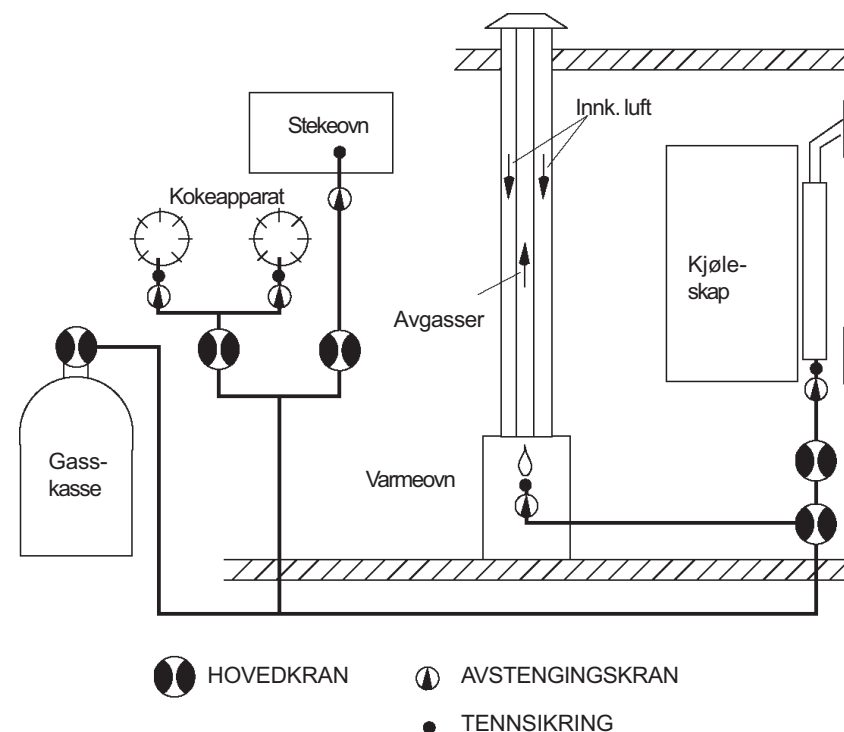 Innk. luft
Stekeovn
Kokeapparat
Kjøle-
skap
Avgasser
Gass-
kasse
Varmeovn
HOVEDKRAN
AVSTENGINGSKRAN
TENNSIKRING